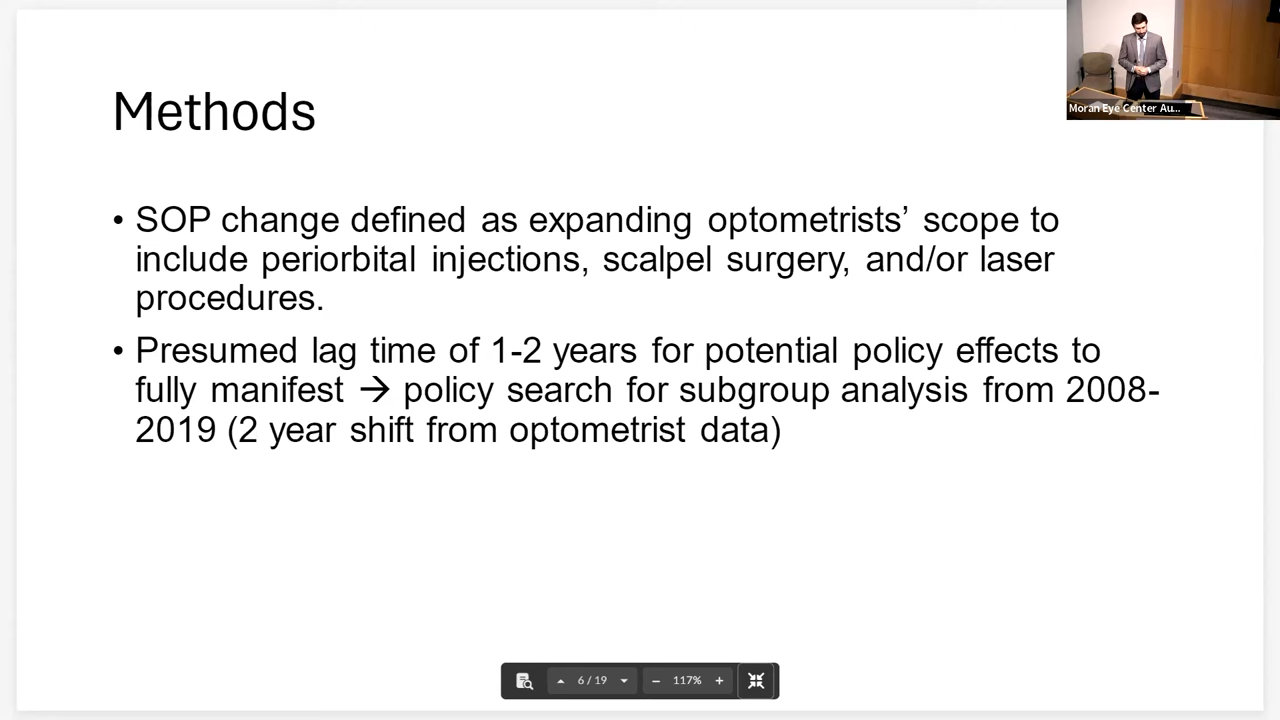 Methods
• SOP change defined as expanding optometrists’ scope to
include periorbital injections, scalpel surgery, and/or laser
procedures.
• Presumed lag time of 1-2 years for potential policy effects to
fully manifest → policy search for subgroup analysis from 2008-
2019 (2 year shift from optometrist data)
Moran Eye Center Au...
6 / 19
117%